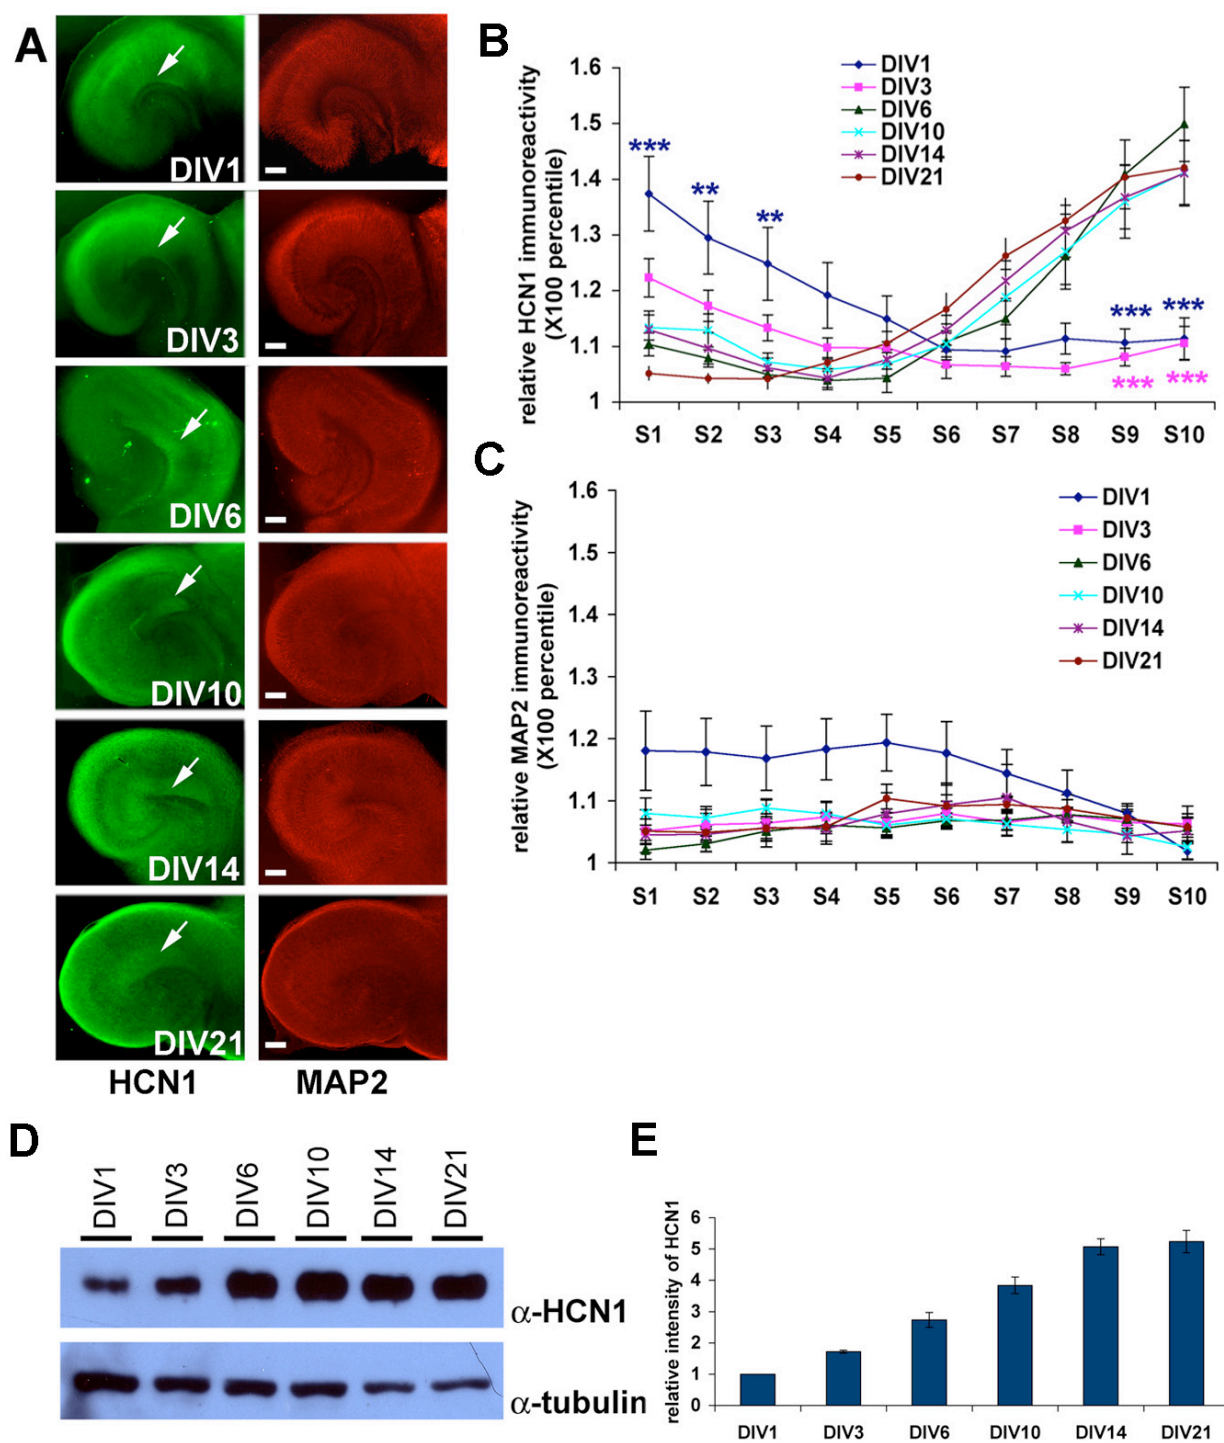 A
DIV1
DIV3
DIV6
DIV10
DIV14
DIV21
HCN1 MAP2
B
relative HCN1 immunoreactivity
(X100 percentile)
1.6
1.5
1.4
1.3
1.2
1.1
1
DIV1
DIV3
DIV6
DIV10
DIV14
DIV21
***
**
**
***
***
***
***
S1 S2 S3 S4 S5 S6 S7 S8 S9 S10
C
relative MAP2 immunoreactivity
(X100 percentile)
1.6
1.5
1.4
1.3
1.2
1.1
1
DIV1
DIV3
DIV6
DIV10
DIV14
DIV21
S1 S2 S3 S4 S5 S6 S7 S8 S9 S10
D
DIV1 DIV3 DIV6 DIV10 DIV14 DIV21
α-HCN1
α-tubulin
E
relative intensity of HCN1
6
5
4
3
2
1
0
DIV1 DIV3 DIV6 DIV10 DIV14 DIV21